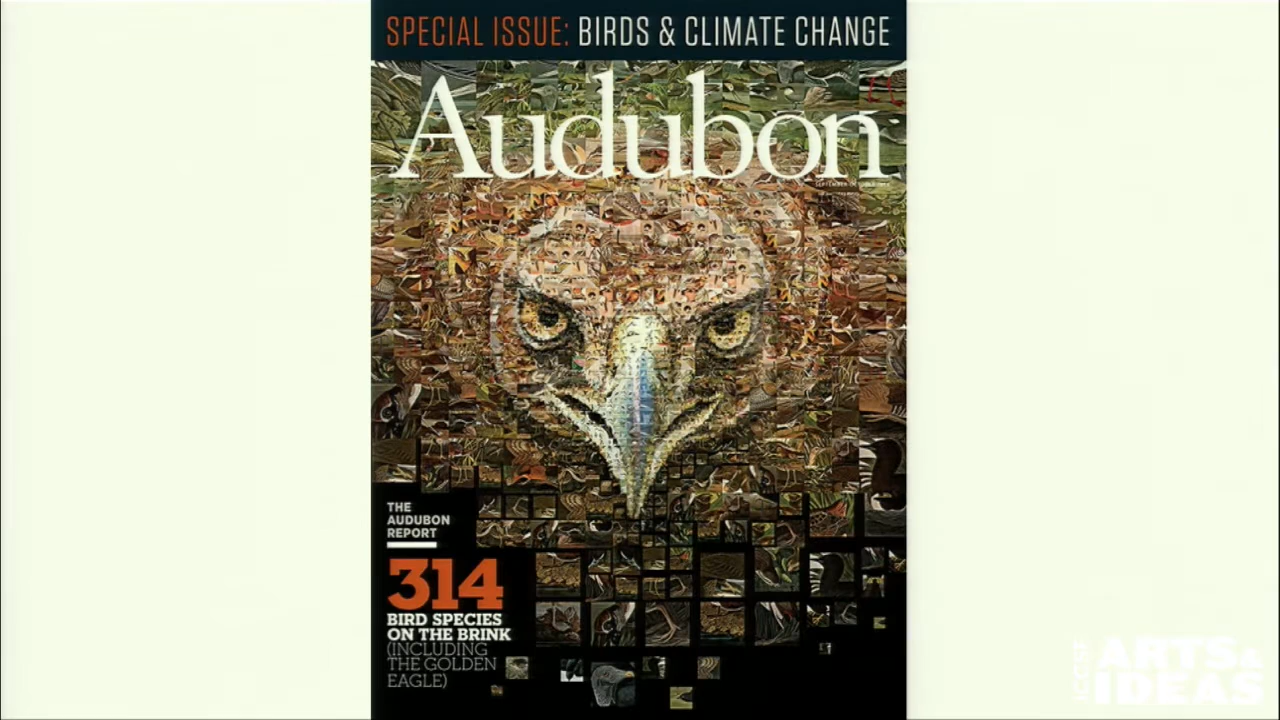 SPECIAL ISSUE: BIRDS & CLIMATE CHANGE
Audubon
THE
AUDUBON
REPORT
314
BIRD SPECIES
ON THE BRINK
(INCLUDING
THE GOLDEN
EAGLE)
ARTS &
IDEAS